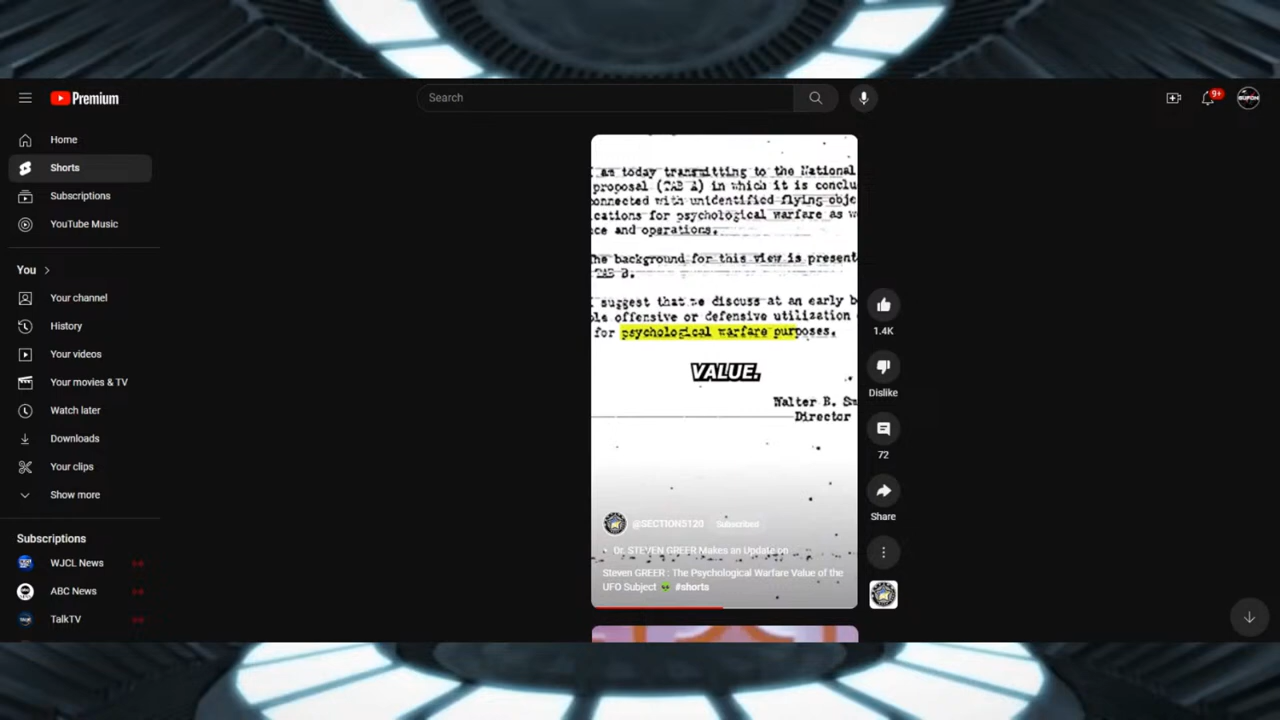 Premium
Search
9+
Home
Shorts
Subscriptions
YouTube Music
You
Your channel
History
Your videos
Your movies & TV
Watch later
Downloads
Your clips
Show more
Subscriptions
WJCL News
ABC News
TalkTV
am today transmitting to the National
proposal (TAB A) in which it is conclu
onnected with unidentified flying obje
ications for psychological warfare as w
ce and operations.
he background for this view is present
TAB B.
suggest that we discuss at an early b
le offensive or defensive utilization
for psychological warfare purposes.
VALUE.
Walter B. Sm
Director
@SECTION5120 Subscribed
Dr. STEVEN GREER Makes an Update on
Steven GREER : The Psychological Warfare Value of the
UFO Subject 👽 #shorts
1.4K
Dislike
72
Share